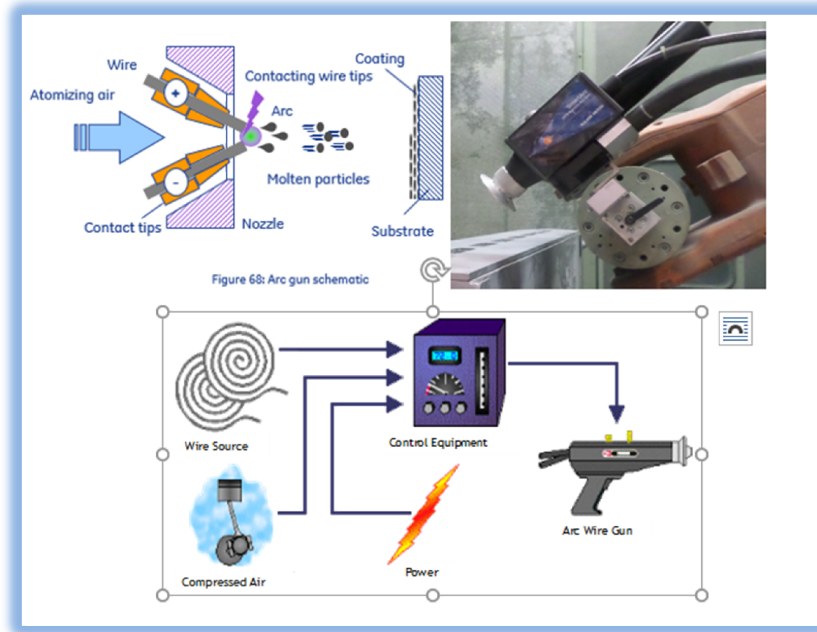 Wire
Atomizing air
Contacting wire tips
Arc
Coating
+
-
Molten particles
Contact tips
Nozzle
Substrate
Figure 68: Arc gun schematic
Wire Source
Control Equipment
Arc Wire Gun
Compressed Air
Power